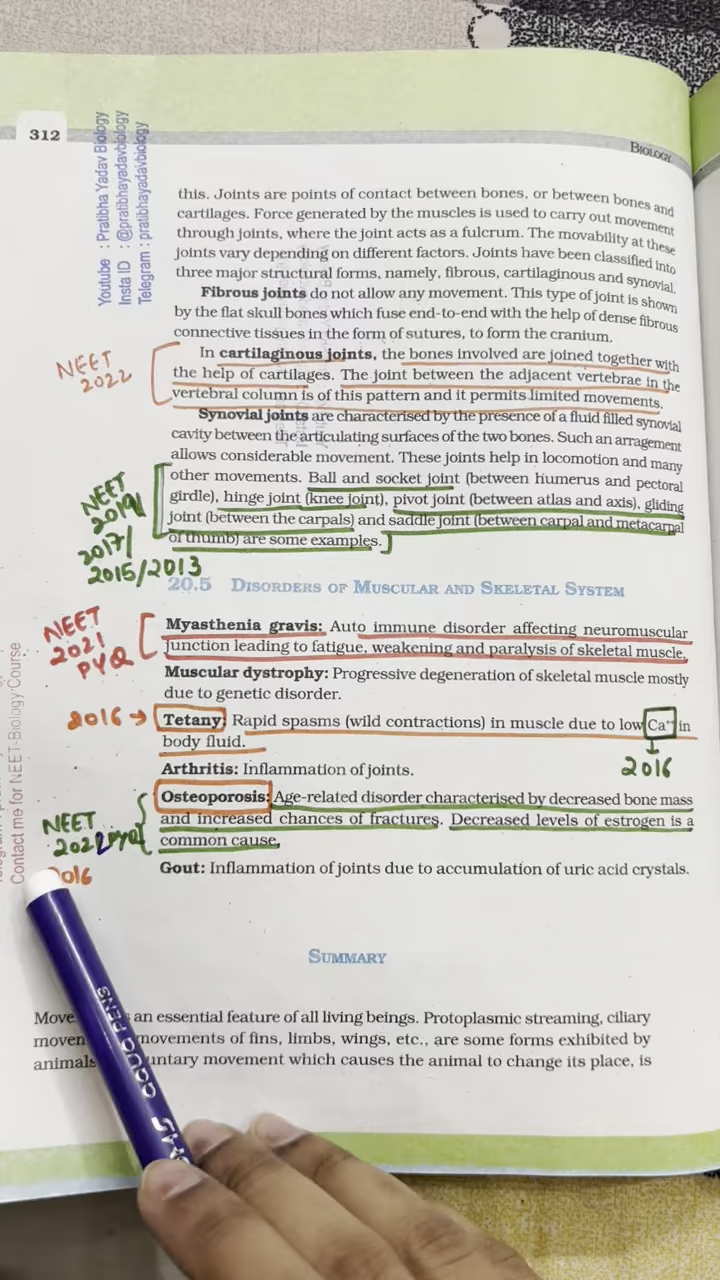 312
BIOLOGY
Youtube : Pratibha Yadav Biology
Insta ID : @pratibhayadavbiology
Telegram : pratibhayadavbiology
this. Joints are points of contact between bones, or between bones and
cartilages. Force generated by the muscles is used to carry out movement
through joints, where the joint acts as a fulcrum. The movability at these
joints vary depending on different factors. Joints have been classified into
three major structural forms, namely, fibrous, cartilaginous and synovial.
Fibrous joints do not allow any movement. This type of joint is shown
by the flat skull bones which fuse end-to-end with the help of dense fibrous
connective tissues in the form of sutures, to form the cranium.
NEET
2022
In cartilaginous joints, the bones involved are joined together with
the help of cartilages. The joint between the adjacent vertebrae in the
vertebral column is of this pattern and it permits limited movements.
Synovial joints are characterised by the presence of a fluid filled synovial
cavity between the articulating surfaces of the two bones. Such an arragement
allows considerable movement. These joints help in locomotion and many
other movements. Ball and socket joint (between humerus and pectoral
girdle), hinge joint (knee joint), pivot joint (between atlas and axis), gliding
joint (between the carpals) and saddle joint (between carpal and metacarpal
of thumb) are some examples.
NEET
2019/
2017/
2015/2013
20.5 DISORDERS OF MUSCULAR AND SKELETAL SYSTEM
NEET
2021
PYQ
Myasthenia gravis: Auto immune disorder affecting neuromuscular
junction leading to fatigue, weakening and paralysis of skeletal muscle.
Muscular dystrophy: Progressive degeneration of skeletal muscle mostly
due to genetic disorder.
2016 →
Tetany: Rapid spasms (wild contractions) in muscle due to low Ca⁺⁺ in
body fluid.
2016
Arthritis: Inflammation of joints.
Osteoporosis: Age-related disorder characterised by decreased bone mass
and increased chances of fractures. Decreased levels of estrogen is a
common cause.
NEET
PYQ
Gout: Inflammation of joints due to accumulation of uric acid crystals.
Contact me for NEET-Biology Course
SUMMARY
an essential feature of all living beings. Protoplasmic streaming, ciliary
movements of fins, limbs, wings, etc., are some forms exhibited by
animals untary movement which causes the animal to change its place, is
AQUA PENS